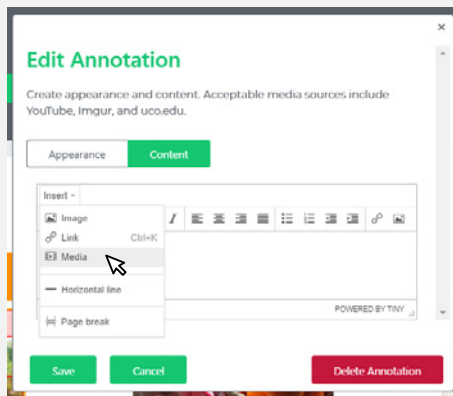 ×
Edit Annotation
Create appearance and content. Acceptable media sources include
YouTube, Imgur, and uco.edu.
Appearance Content
Insert
Image I
Link Ctrl+K
Media
Horizontal line
POWERED BY TINY
Page break
Save Cancel Delete Annotation